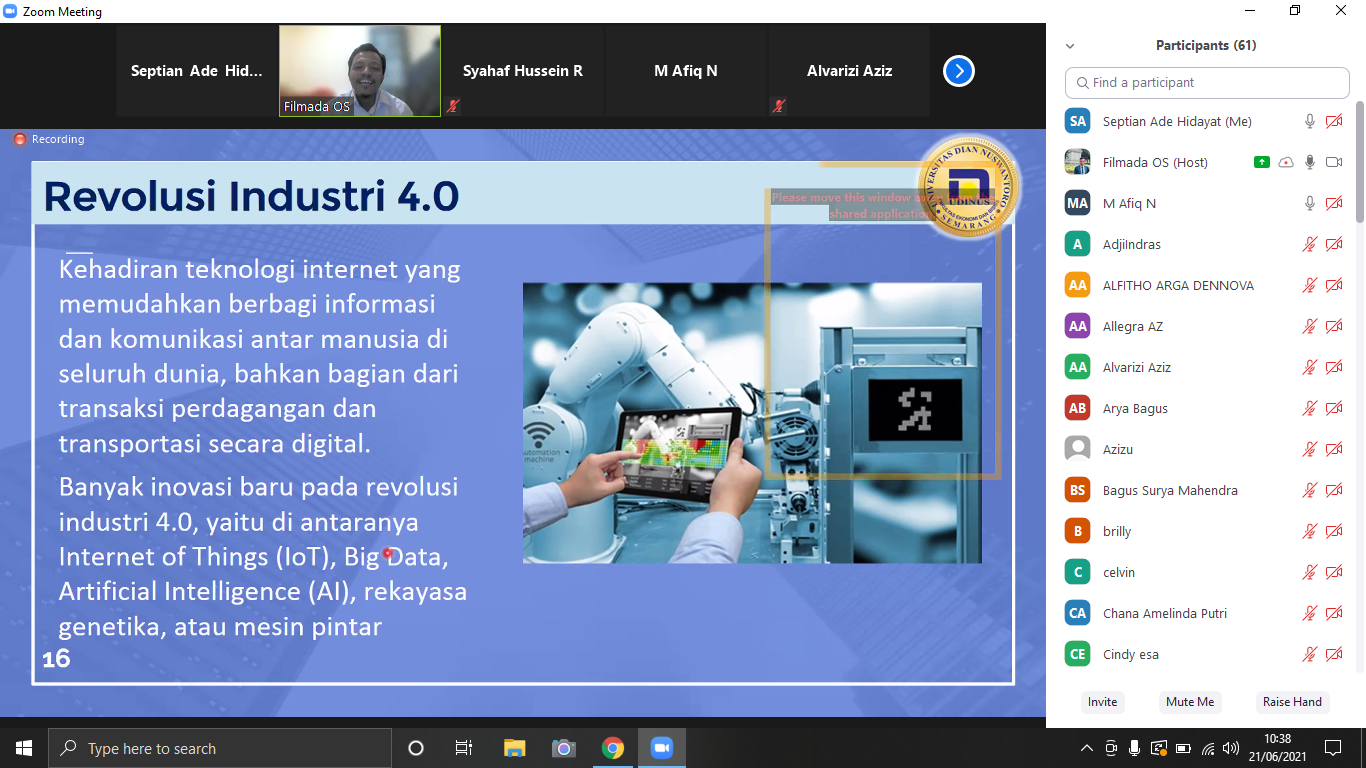 Zoom Meeting
Septian Ade Hid...
Filmada OS
Syahaf Hussein R
M Afiq N
Alvarizi Aziz
Recording
Revolusi Industri 4.0
UNIVERSITAS DIAN NUSWANTORO
UDINUS
FAKULTAS EKONOMI DAN BISNIS
SEMARANG
Please move this window away
shared application
Kehadiran teknologi internet yang
memudahkan berbagi informasi
dan komunikasi antar manusia di
seluruh dunia, bahkan bagian dari
transaksi perdagangan dan
transportasi secara digital.
Banyak inovasi baru pada revolusi
industri 4.0, yaitu di antaranya
Internet of Things (IoT), Big Data,
Artificial Intelligence (AI), rekayasa
genetika, atau mesin pintar
16
automation
machine
Participants (61)
Find a participant
SA Septian Ade Hidayat (Me)
Filmada OS (Host)
MA M Afiq N
A AdjiIndras
AA ALFITHO ARGA DENNOVA
AA Allegra AZ
AA Alvarizi Aziz
AB Arya Bagus
Azizu
BS Bagus Surya Mahendra
B brilly
C celvin
CA Chana Amelinda Putri
CE Cindy esa
Invite Mute Me Raise Hand
Type here to search
10:38
21/06/2021